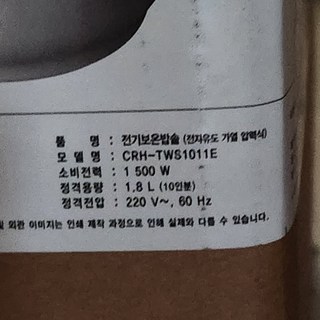 품 명 : 전기보온밥솥 (전자유도 가열 압력식)
모 델 명 : CRH-TWS1011E
소비전력 : 1 500 W
정격용량 : 1.8 L (10인분)
정격전압 : 220 V~, 60 Hz
및 외관 이미지는 인쇄 제작 과정으로 인해 실제와 다를 수 있습니다.